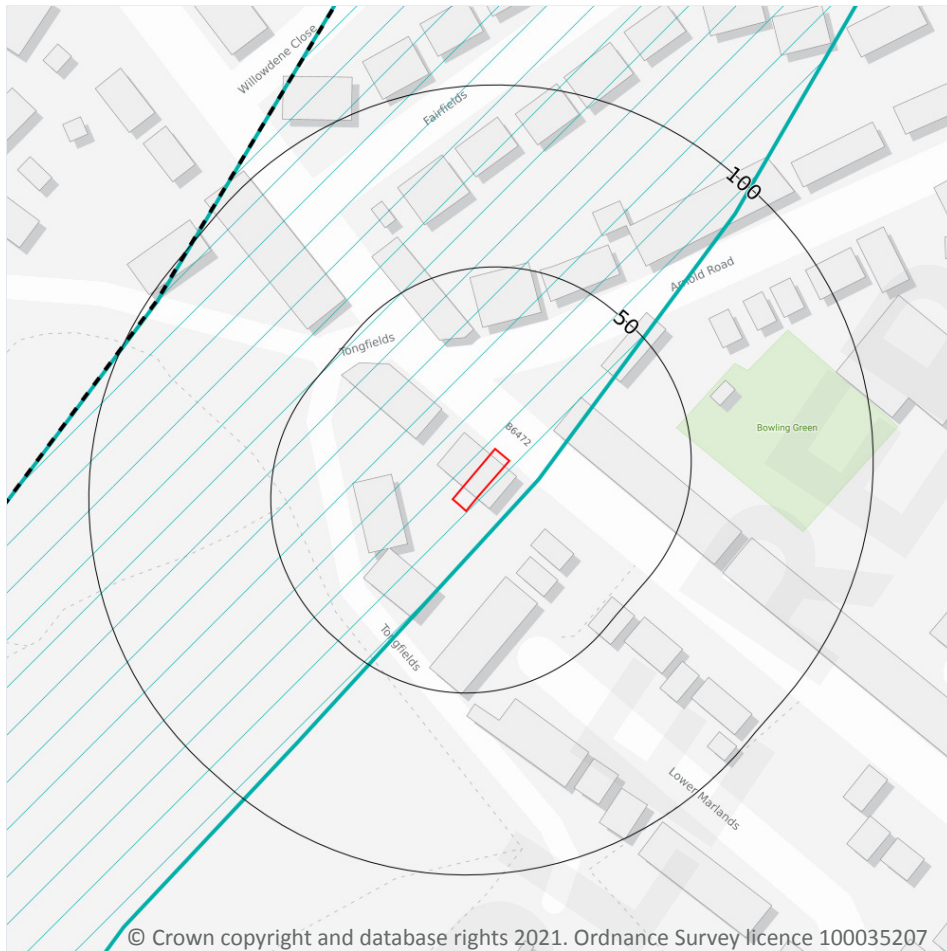 Willowdene Close
Fairfields
100
Arnold Road
50
Tongfields
B6472
Bowling Green
Tongfields
Lower Marlands
© Crown copyright and database rights 2021. Ordnance Survey licence 100035207